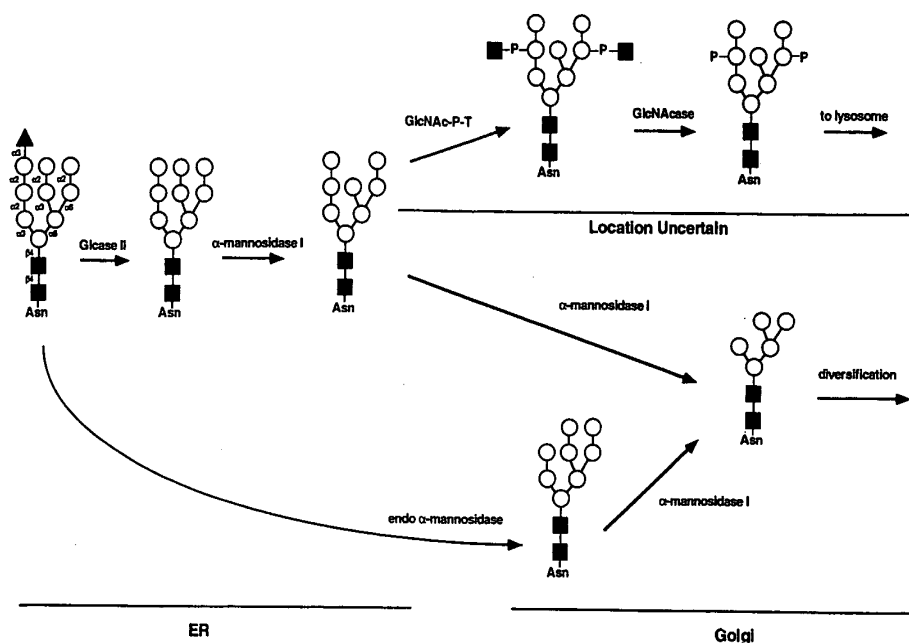 P P
GlcNAc-P-T
Asn
GlcNAcase
P P
Asn
to lysosome
α3 α2 α2
α2 α3 α6
α3 α6
β4
β4
Asn
Glcase II
Asn
α-mannosidase I
Asn
Location Uncertain
α-mannosidase I
diversification
Asn
endo α-mannosidase
α-mannosidase I
Asn
ER
Golgi